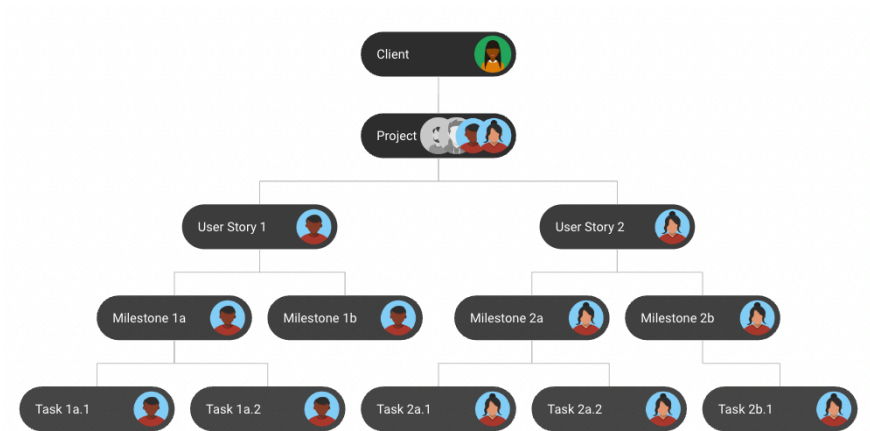 Client
Project
User Story 1
User Story 2
Milestone 1a
Milestone 1b
Milestone 2a
Milestone 2b
Task 1a.1
Task 1a.2
Task 2a.1
Task 2a.2
Task 2b.1